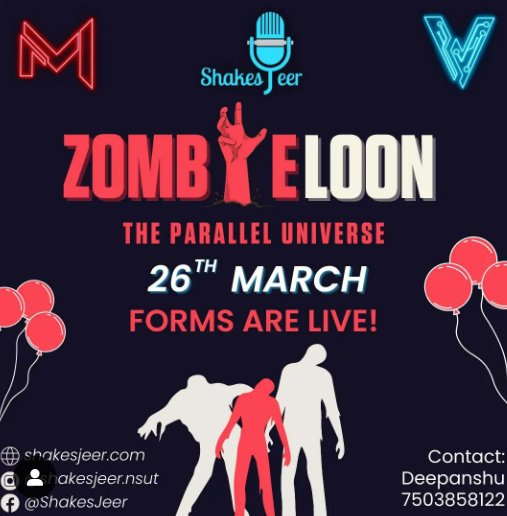 ShakesJeer
ZOMBIELOON
THE PARALLEL UNIVERSE
26TH MARCH
FORMS ARE LIVE!
shakesjeer.com
shakesjeer.nsut
@ShakesJeer
Contact:
Deepanshu
7503858122